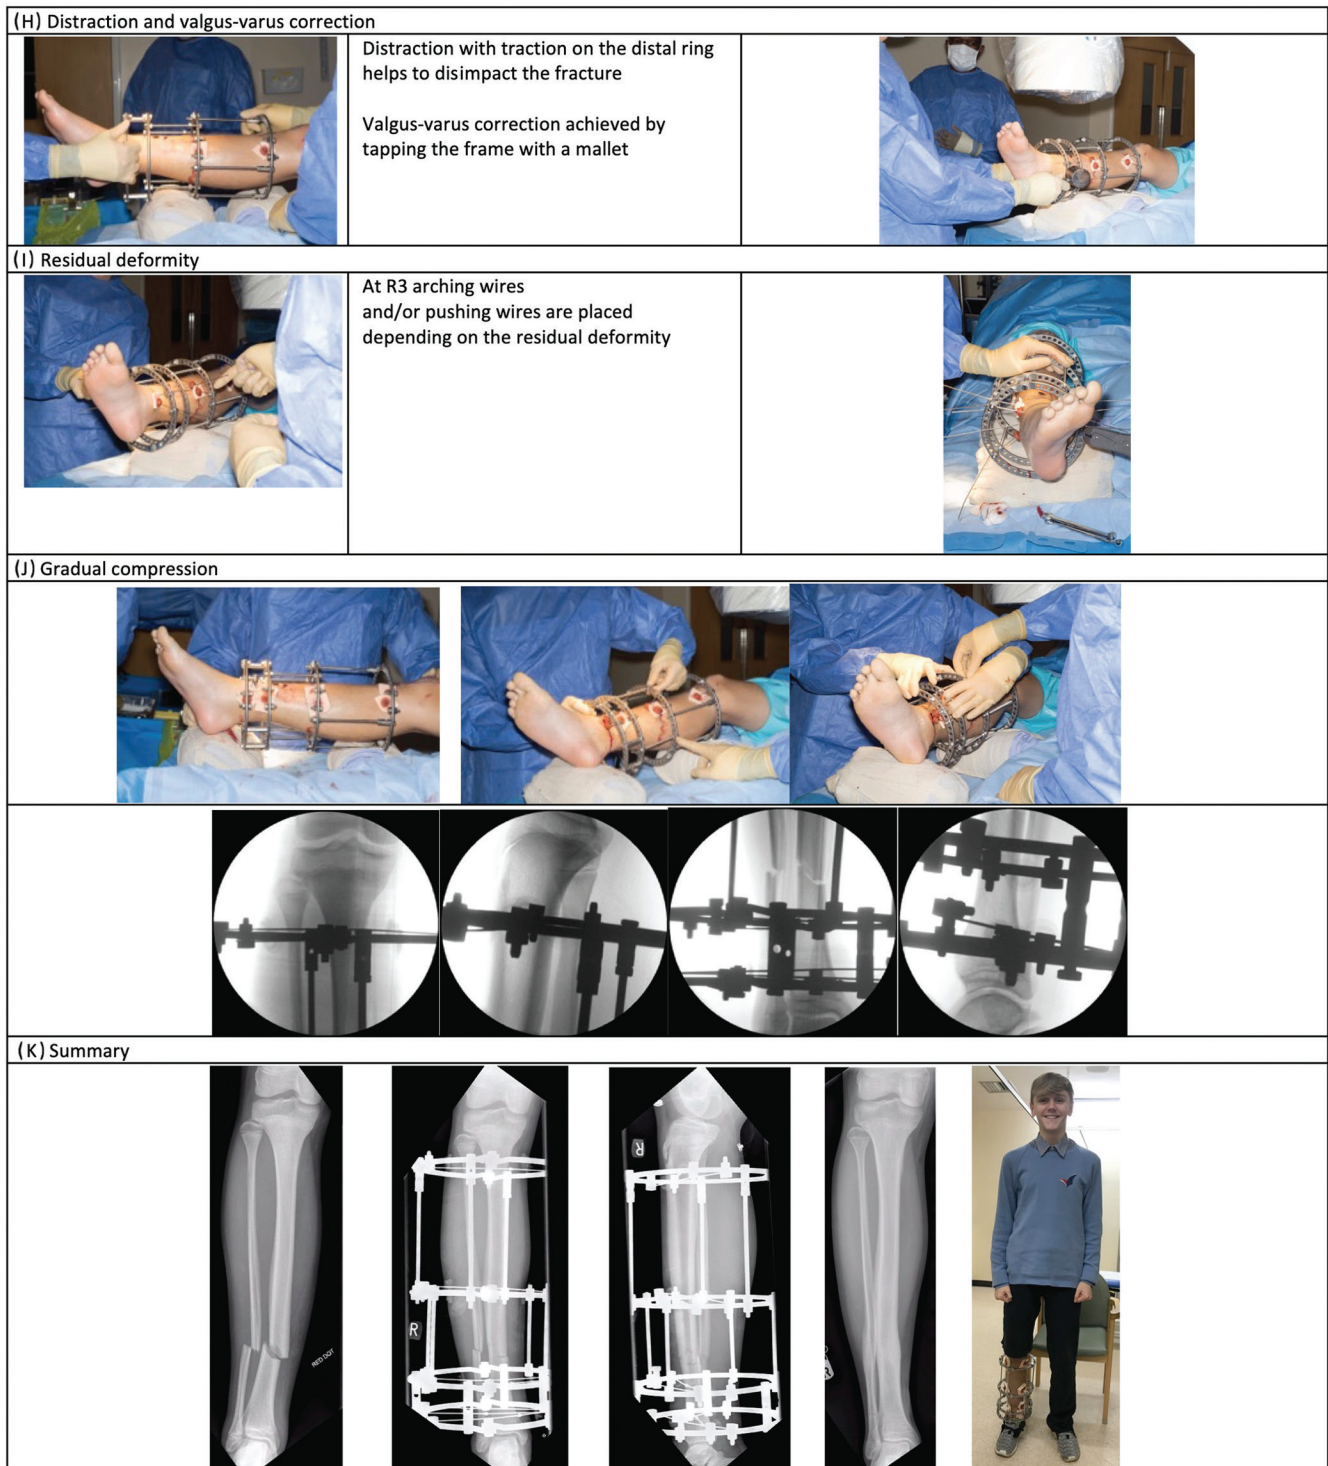 (H) Distraction and valgus-varus correction
Distraction with traction on the distal ring
helps to disimpact the fracture
Valgus-varus correction achieved by
tapping the frame with a mallet
(I) Residual deformity
At R3 arching wires
and/or pushing wires are placed
depending on the residual deformity
(J) Gradual compression
(K) Summary
RED DOT
R
R
R